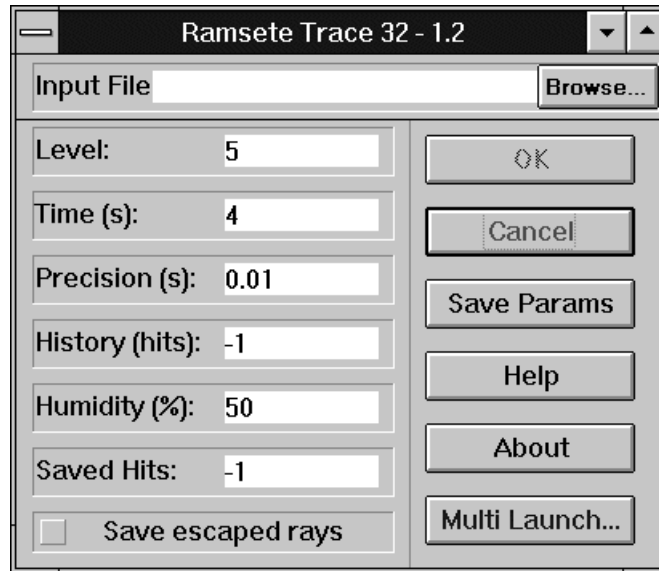 Ramsete Trace 32 - 1.2
Input File
Browse...
Level: 5
Time (s): 4
Precision (s): 0.01
History (hits): -1
Humidity (%): 50
Saved Hits: -1
Save escaped rays
OK
Cancel
Save Params
Help
About
Multi Launch...